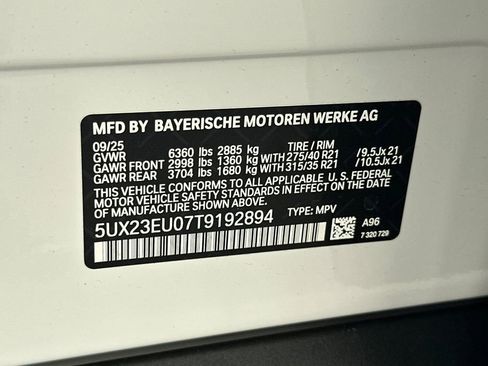 MFD BY BAYERISCHE MOTOREN WERKE AG
09/25
GVWR 6360 lbs 2885 kg TIRE / RIM
GAWR FRONT 2998 lbs 1360 kg WITH 275/40 R21 / 9.5Jx 21
GAWR REAR 3704 lbs 1680 kg WITH 315/35 R21 / 10.5Jx 21
THIS VEHICLE CONFORMS TO ALL APPLICABLE U. S. FEDERAL
MOTOR VEHICLE SAFETY STANDARDS IN EFFECT ON THE
DATE OF MANUFACTURE SHOWN ABOVE.
5UX23EU07T9192894 TYPE: MPV
A96
7 320 729